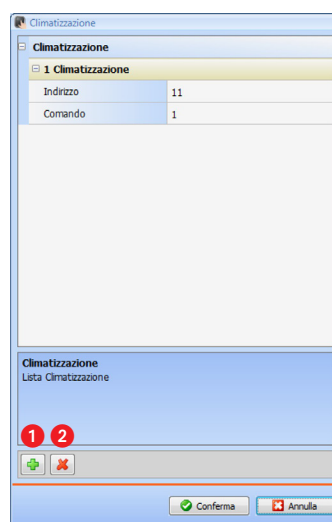 Climatizzazione
Climatizzazione
1 Climatizzazione
Indirizzo 11
Comando 1
Climatizzazione
Lista Climatizzazione
1 2
Conferma Annulla